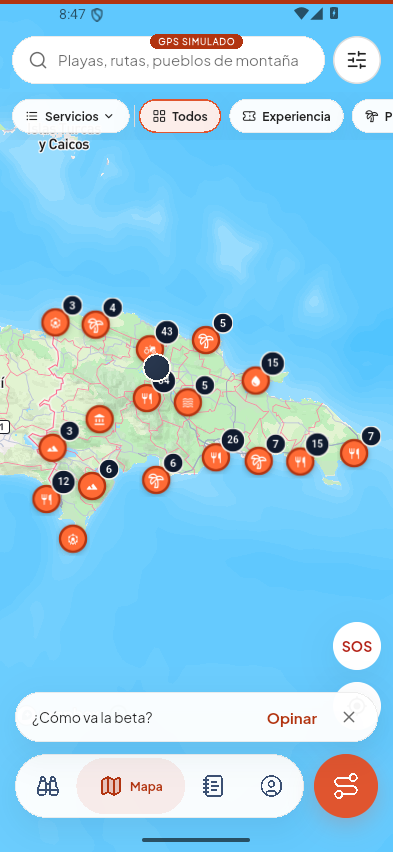 8:47
GPS SIMULADO
Playas, rutas, pueblos de montaña
Servicios
Todos
Experiencia
P
y Caicos
3
4
43
5
15
5
í
1
3
26
7
15
7
12
6
6
SOS
¿Cómo va la beta?
Opinar
Mapa